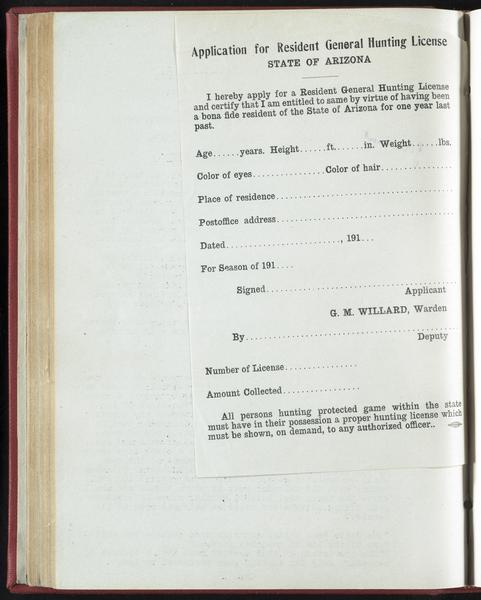 Application for Resident General Hunting License
STATE OF ARIZONA
I hereby apply for a Resident General Hunting License
and certify that I am entitled to same by virtue of having been
a bona fide resident of the State of Arizona for one year last
past.
Age......years. Height......ft.......in. Weight......lbs.
Color of eyes.................Color of hair.................
Place of residence..........................................
Postoffice address..........................................
Dated..........................., 191...
For Season of 191....
Signed.............................................
Applicant
G. M. WILLARD, Warden
By..................................................
Deputy
Number of License.................
Amount Collected..................
All persons hunting protected game within the state
must have in their possession a proper hunting license which
must be shown, on demand, to any authorized officer..